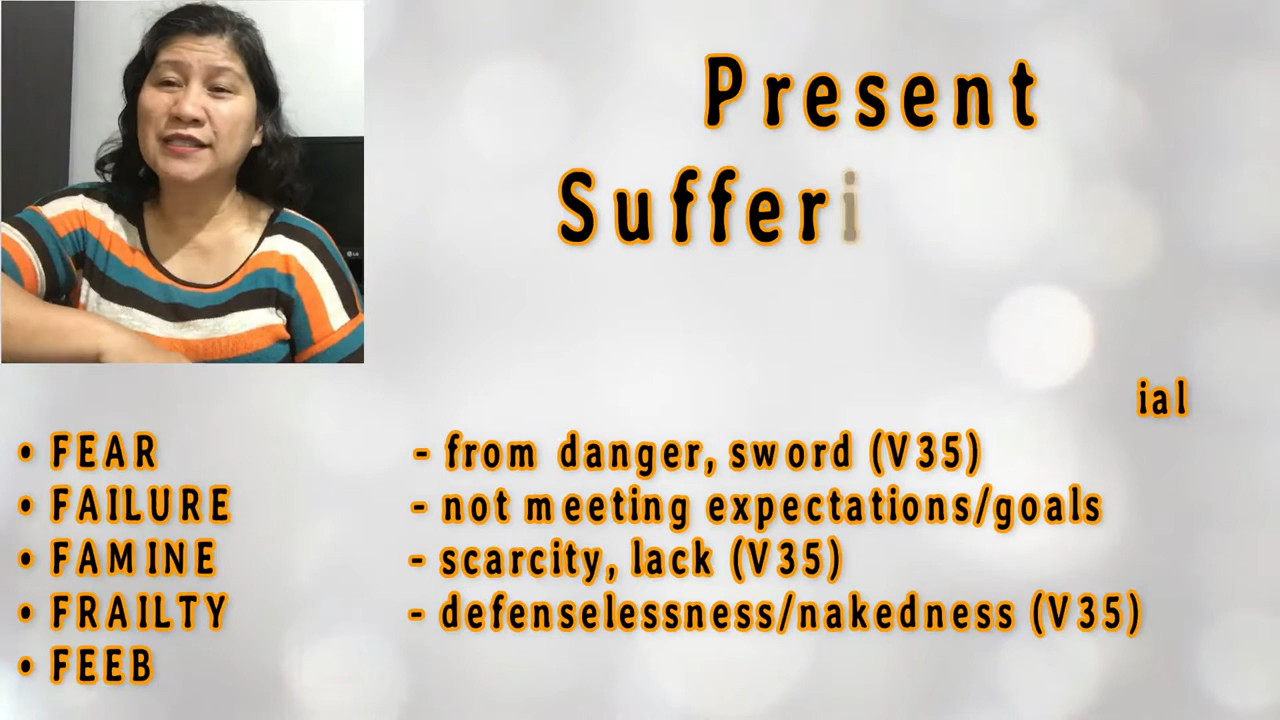 Present
Sufferi
ial
• FEAR - from danger, sword (V35)
• FAILURE - not meeting expectations/goals
• FAMINE - scarcity, lack (V35)
• FRAILTY - defenselessness/nakedness (V35)
• FEEB
LG